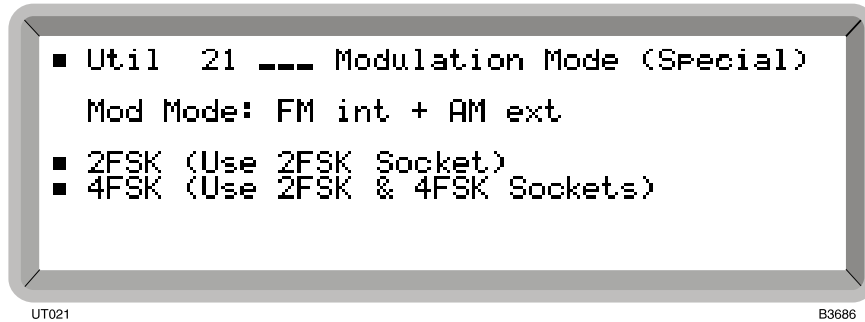 ■ Util 21 ___ Modulation Mode (Special)
Mod Mode: FM int + AM ext
■ 2FSK (Use 2FSK Socket)
■ 4FSK (Use 2FSK & 4FSK Sockets)
UT021 B3686